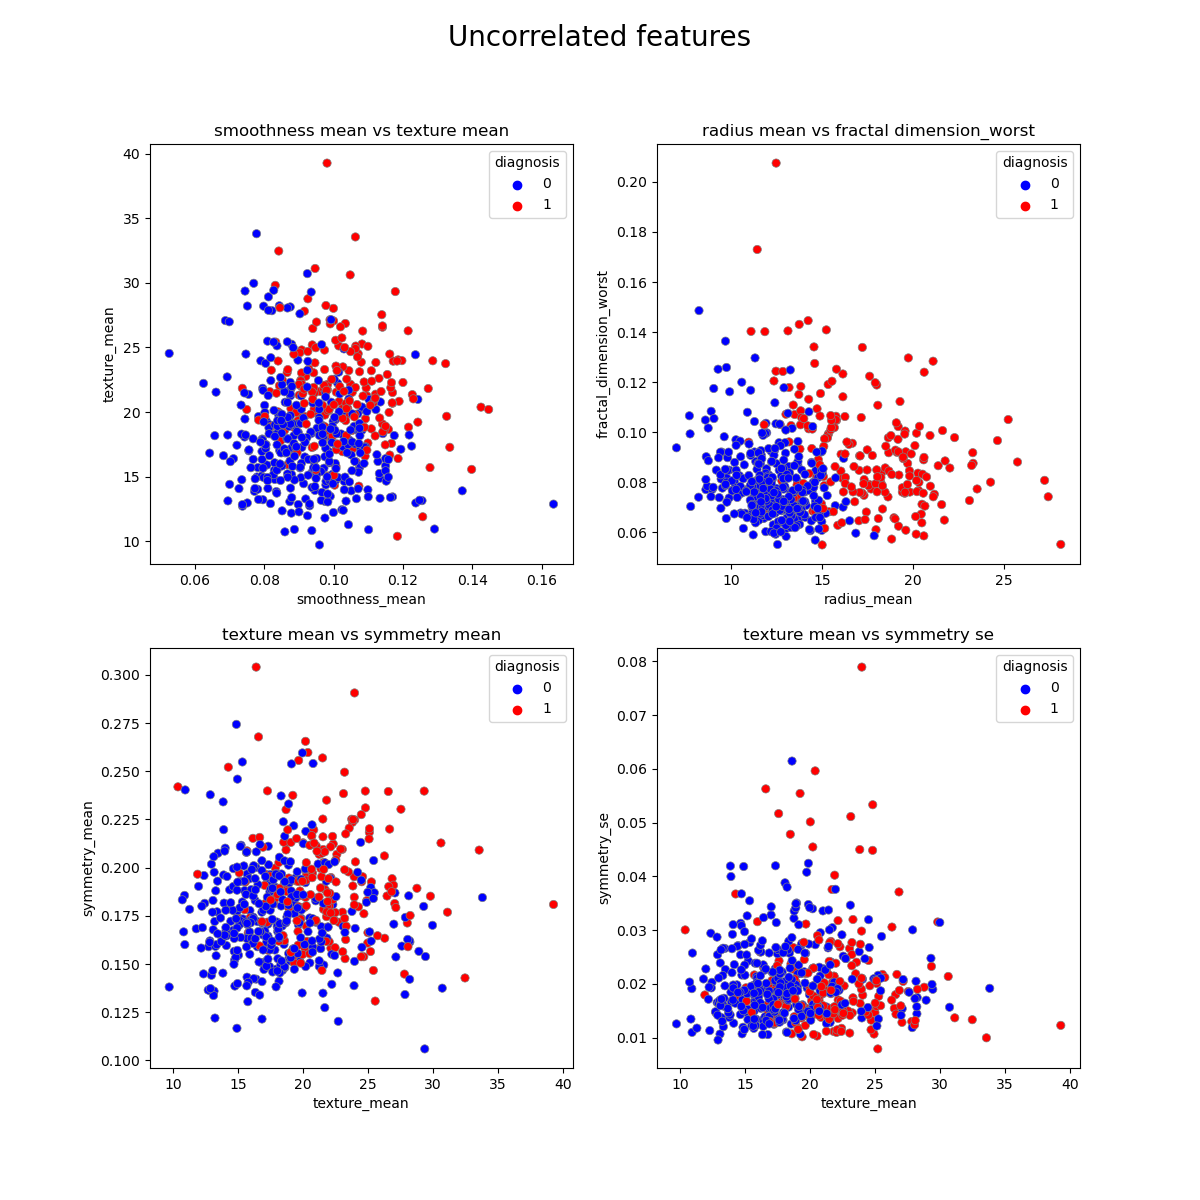 Uncorrelated features
smoothness mean vs texture mean
diagnosis
0
1
40
35
30
25
20
15
10
texture_mean
0.06 0.08 0.10 0.12 0.14 0.16
smoothness_mean
radius mean vs fractal dimension_worst
diagnosis
0
1
0.20
0.18
0.16
0.14
0.12
0.10
0.08
0.06
fractal_dimension_worst
10 15 20 25
radius_mean
texture mean vs symmetry mean
diagnosis
0
1
0.300
0.275
0.250
0.225
0.200
0.175
0.150
0.125
0.100
symmetry_mean
10 15 20 25 30 35 40
texture_mean
texture mean vs symmetry se
diagnosis
0
1
0.08
0.07
0.06
0.05
0.04
0.03
0.02
0.01
symmetry_se
10 15 20 25 30 35 40
texture_mean